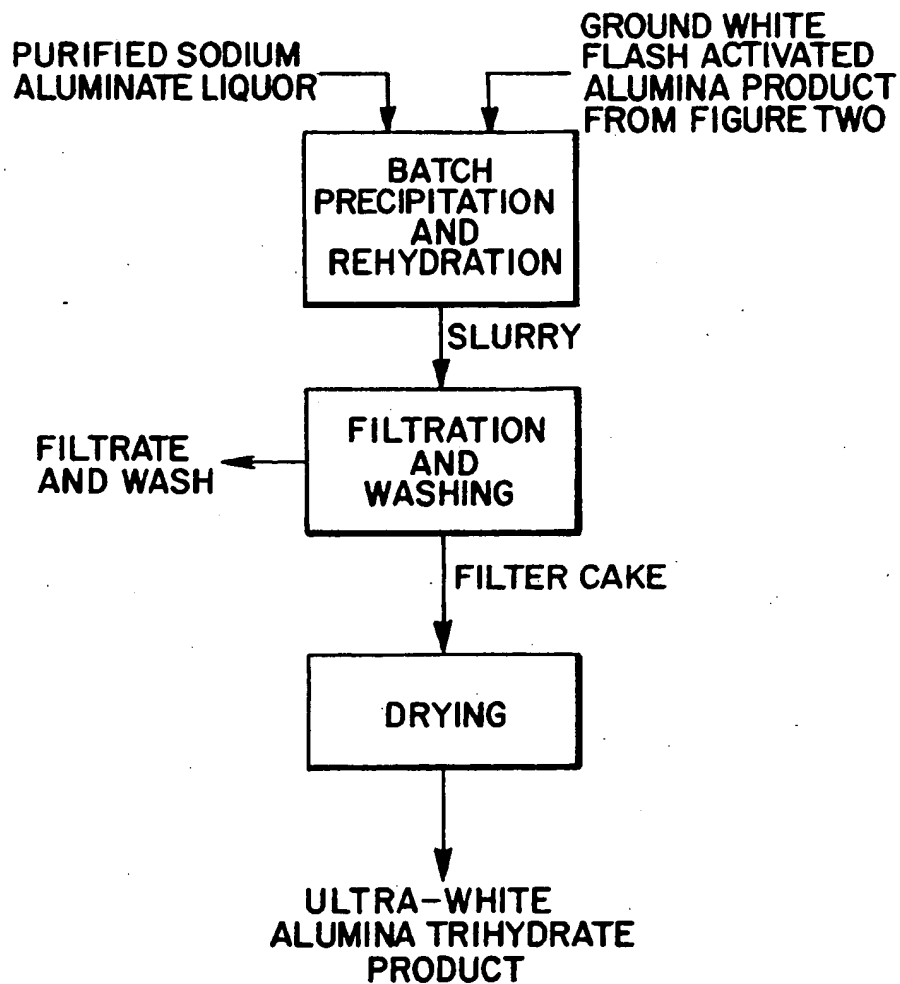 PURIFIED SODIUM
ALUMINATE LIQUOR
GROUND WHITE
FLASH ACTIVATED
ALUMINA PRODUCT
FROM FIGURE TWO
BATCH
PRECIPITATION
AND
REHYDRATION
SLURRY
FILTRATION
AND
WASHING
FILTRATE
AND WASH
FILTER CAKE
DRYING
ULTRA-WHITE
ALUMINA TRIHYDRATE
PRODUCT